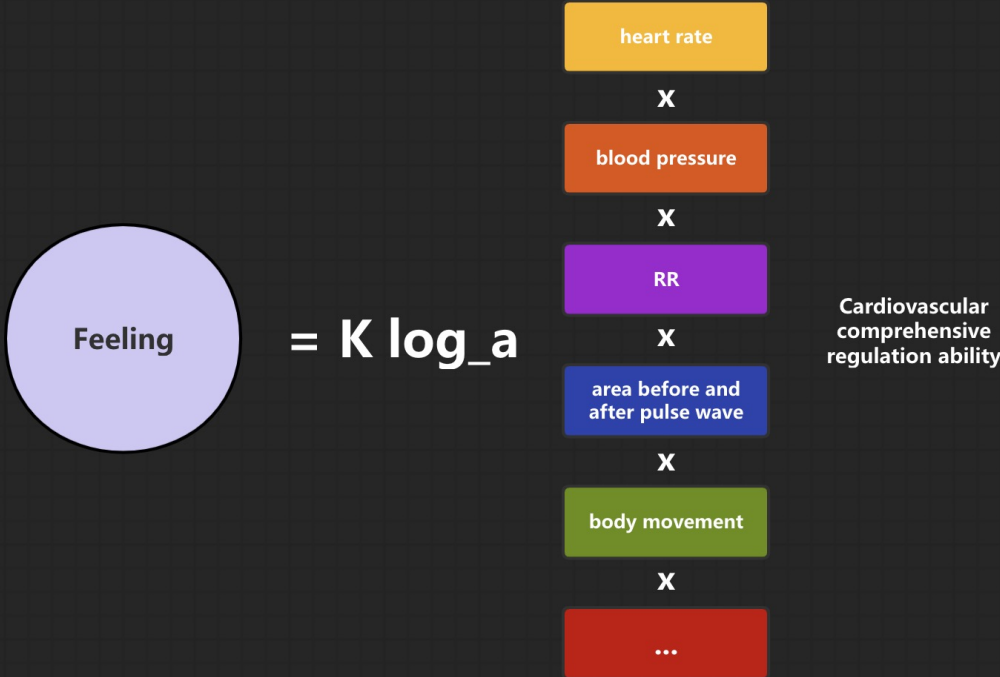 heart rate
x
blood pressure
x
RR
x
area before and
after pulse wave
x
body movement
x
...
Feeling
= K log_a
Cardiovascular
comprehensive
regulation ability